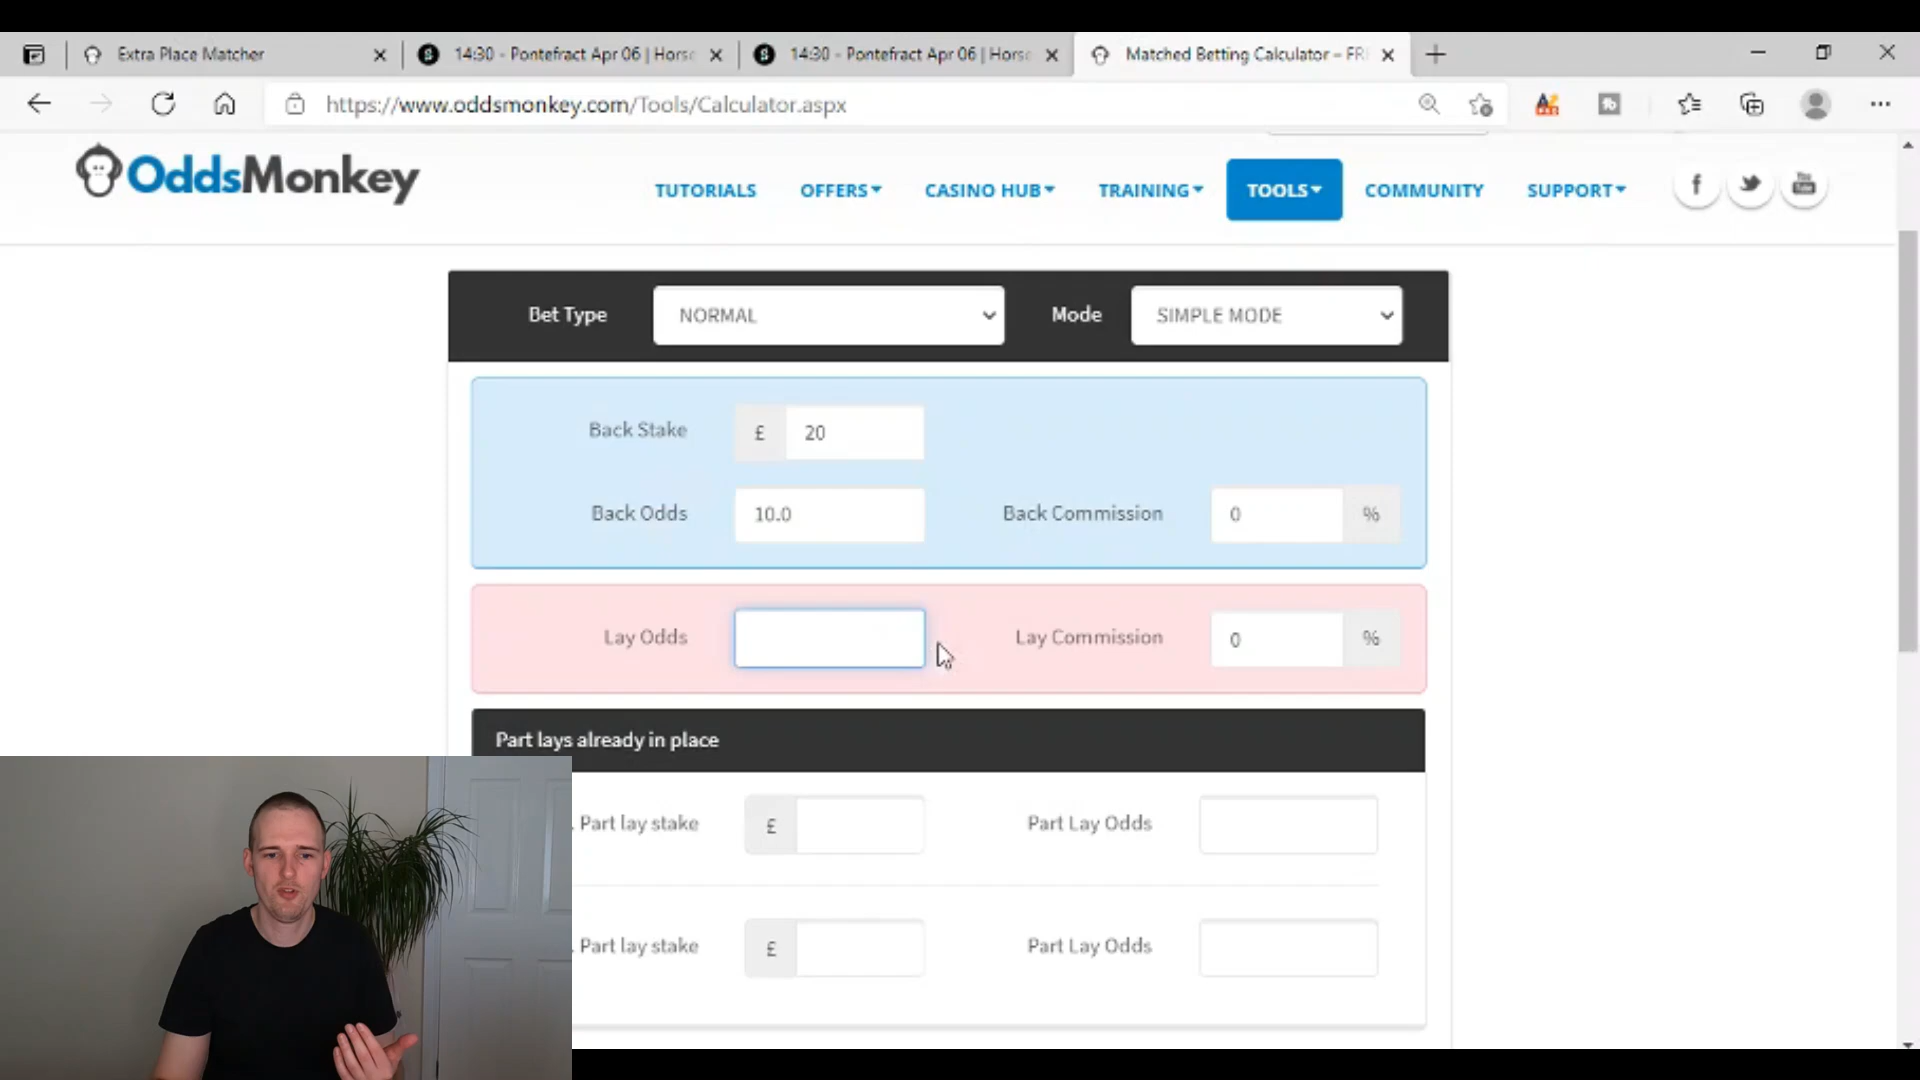 Extra Place Matcher
14:30 - Pontefract Apr 06 | Horse
14:30 - Pontefract Apr 06 | Horse
Matched Betting Calculator – FR
https://www.oddsmonkey.com/Tools/Calculator.aspx
OddsMonkey
TUTORIALS
OFFERS
CASINO HUB
TRAINING
TOOLS
COMMUNITY
SUPPORT
You
Tube
Bet Type
NORMAL
Mode
SIMPLE MODE
Back Stake
£ 20
Back Odds
10.0
Back Commission
0 %
Lay Odds
Lay Commission
0 %
Part lays already in place
. Part lay stake
£
Part Lay Odds
. Part lay stake
£
Part Lay Odds